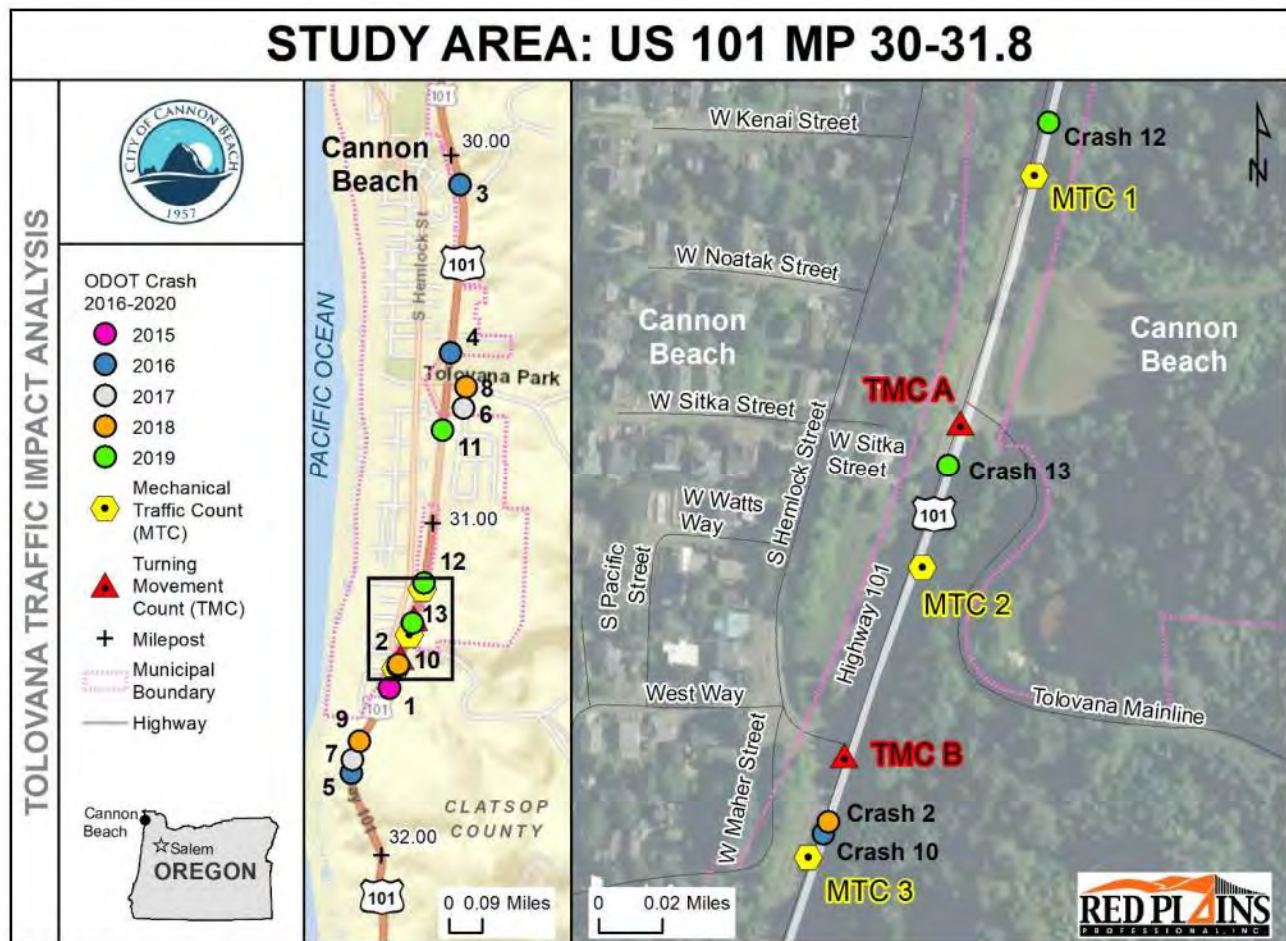 STUDY AREA: US 101 MP 30-31.8
TOLOVANA TRAFFIC IMPACT ANALYSIS
CITY OF CANNON BEACH
1957
ODOT Crash
2016-2020
2015
2016
2017
2018
2019
Mechanical
Traffic Count
(MTC)
Turning
Movement
Count (TMC)
Milepost
Municipal
Boundary
Highway
Cannon
Beach
Salem
OREGON
101
Cannon
Beach
30.00
3
101
S Hemlock St
PACIFIC OCEAN
4
Tolovana Park
8
6
11
31.00
12
13
2
10
1
101
9
7
5
CLATSOP
COUNTY
32.00
101
0 0.09 Miles
W Kenai Street
Crash 12
MTC 1
N
W Noatak Street
Cannon
Beach
Cannon
Beach
TMC A
W Sitka Street
W Sitka
Street
S Hemlock Street
Crash 13
W Watts
Way
101
S Pacific
Street
MTC 2
Highway 101
West Way
Tolovana Mainline
W Maher Street
TMC B
Crash 2
Crash 10
MTC 3
0 0.02 Miles
RED PLAINS
PROFESSIONAL, INC.